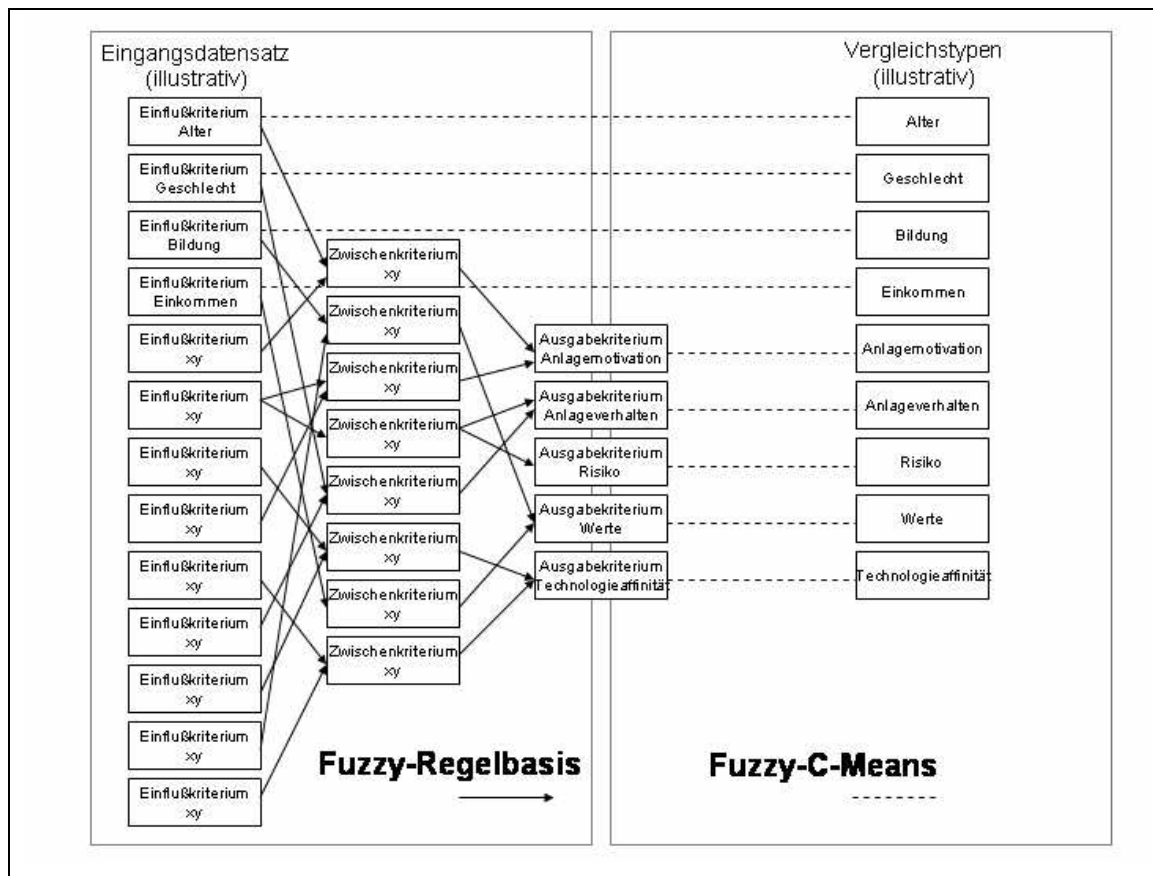 Eingangsdatensatz
(illustrativ)
Einflußkriterium
Alter
Einflußkriterium
Geschlecht
Einflußkriterium
Bildung
Einflußkriterium
Einkommen
Einflußkriterium
xy
Einflußkriterium
xy
Einflußkriterium
xy
Einflußkriterium
xy
Einflußkriterium
xy
Einflußkriterium
xy
Einflußkriterium
xy
Einflußkriterium
xy
Einflußkriterium
xy
Zwischenkriterium
xy
Zwischenkriterium
xy
Zwischenkriterium
xy
Zwischenkriterium
xy
Zwischenkriterium
xy
Zwischenkriterium
xy
Zwischenkriterium
xy
Zwischenkriterium
xy
Ausgabekriterium
Anlagemotivation
Ausgabekriterium
Anlageverhalten
Ausgabekriterium
Risiko
Ausgabekriterium
Werte
Ausgabekriterium
Technologieaffinität
Fuzzy-Regelbasis
Vergleichstypen
(illustrativ)
Alter
Geschlecht
Bildung
Einkommen
Anlagemotivation
Anlageverhalten
Risiko
Werte
Technologieaffinität
Fuzzy-C-Means